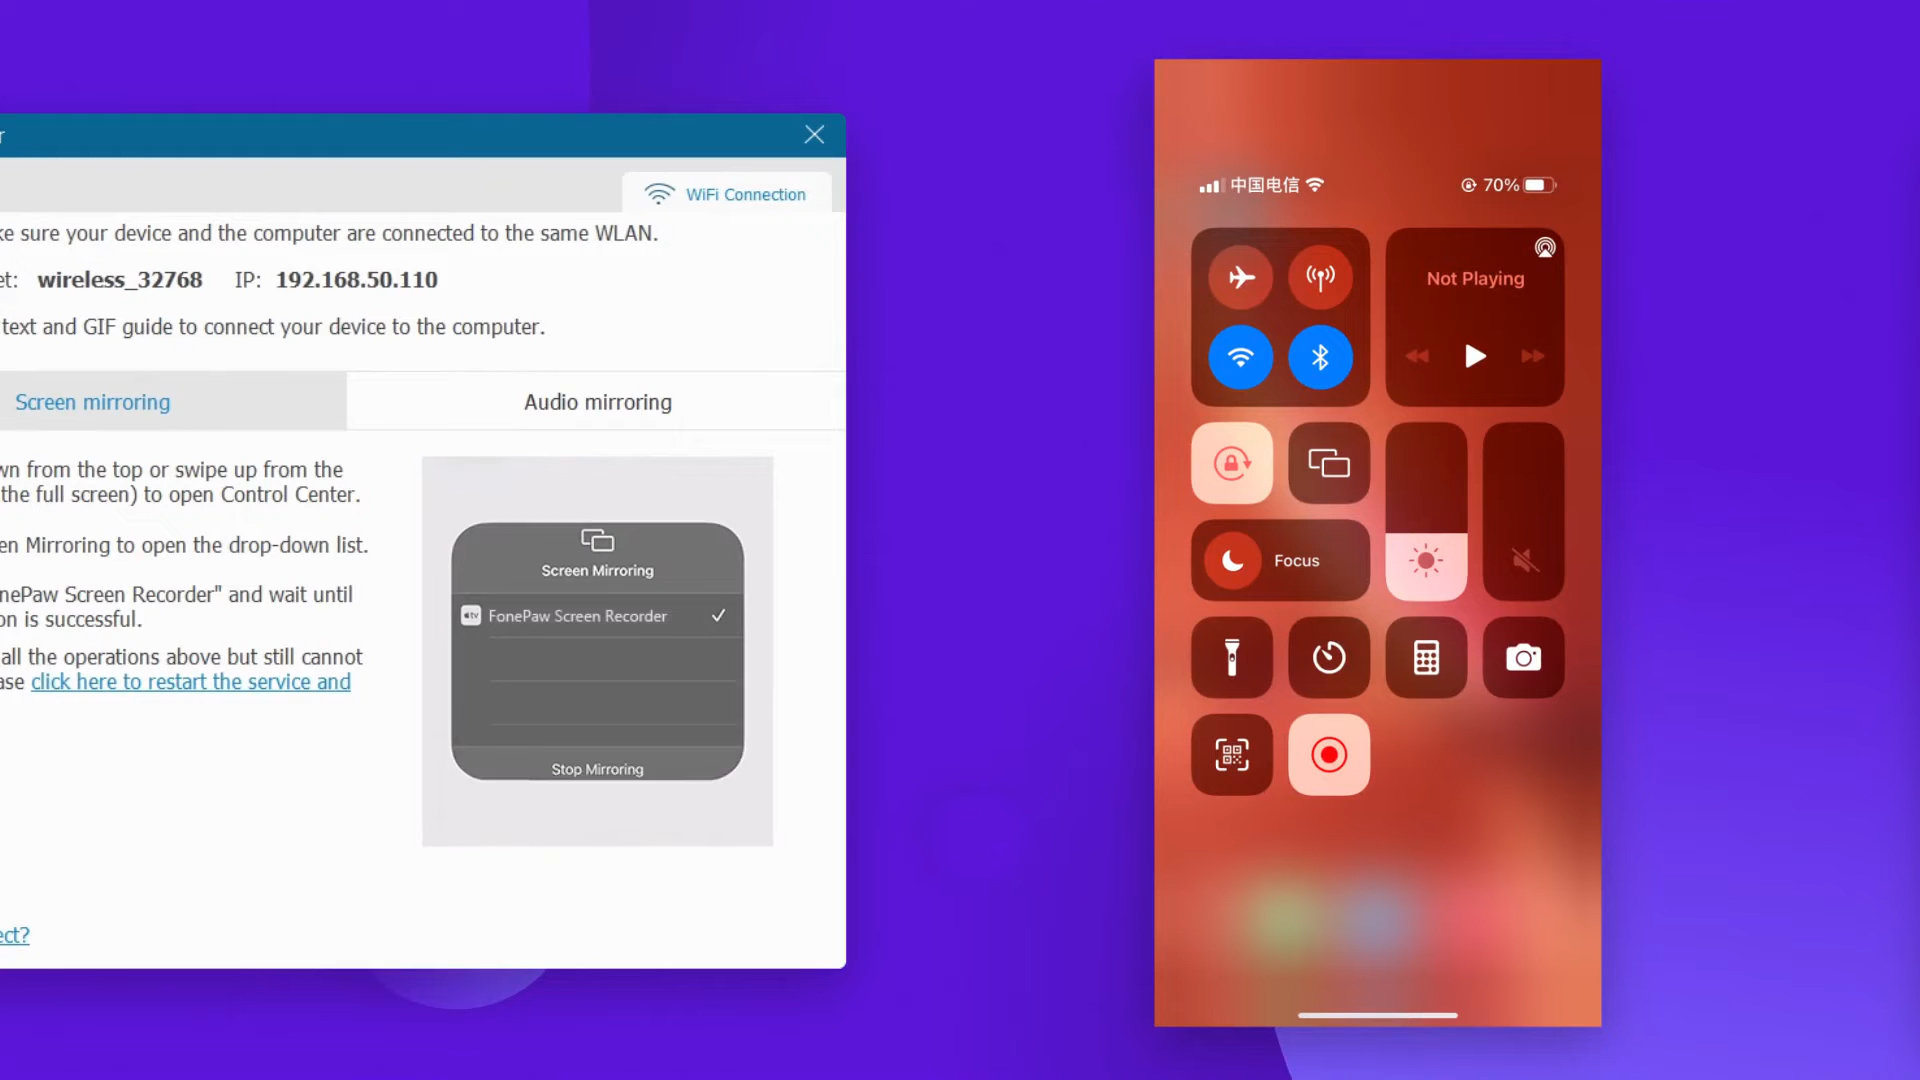 r
WiFi Connection
ke sure your device and the computer are connected to the same WLAN.
et: wireless_32768 IP: 192.168.50.110
text and GIF guide to connect your device to the computer.
Screen mirroring
Audio mirroring
wn from the top or swipe up from the
the full screen) to open Control Center.
en Mirroring to open the drop-down list.
nePaw Screen Recorder" and wait until
on is successful.
all the operations above but still cannot
ase click here to restart the service and
ect?
Screen Mirroring
tv FonePaw Screen Recorder
Stop Mirroring
中国电信
70%
Not Playing
Focus